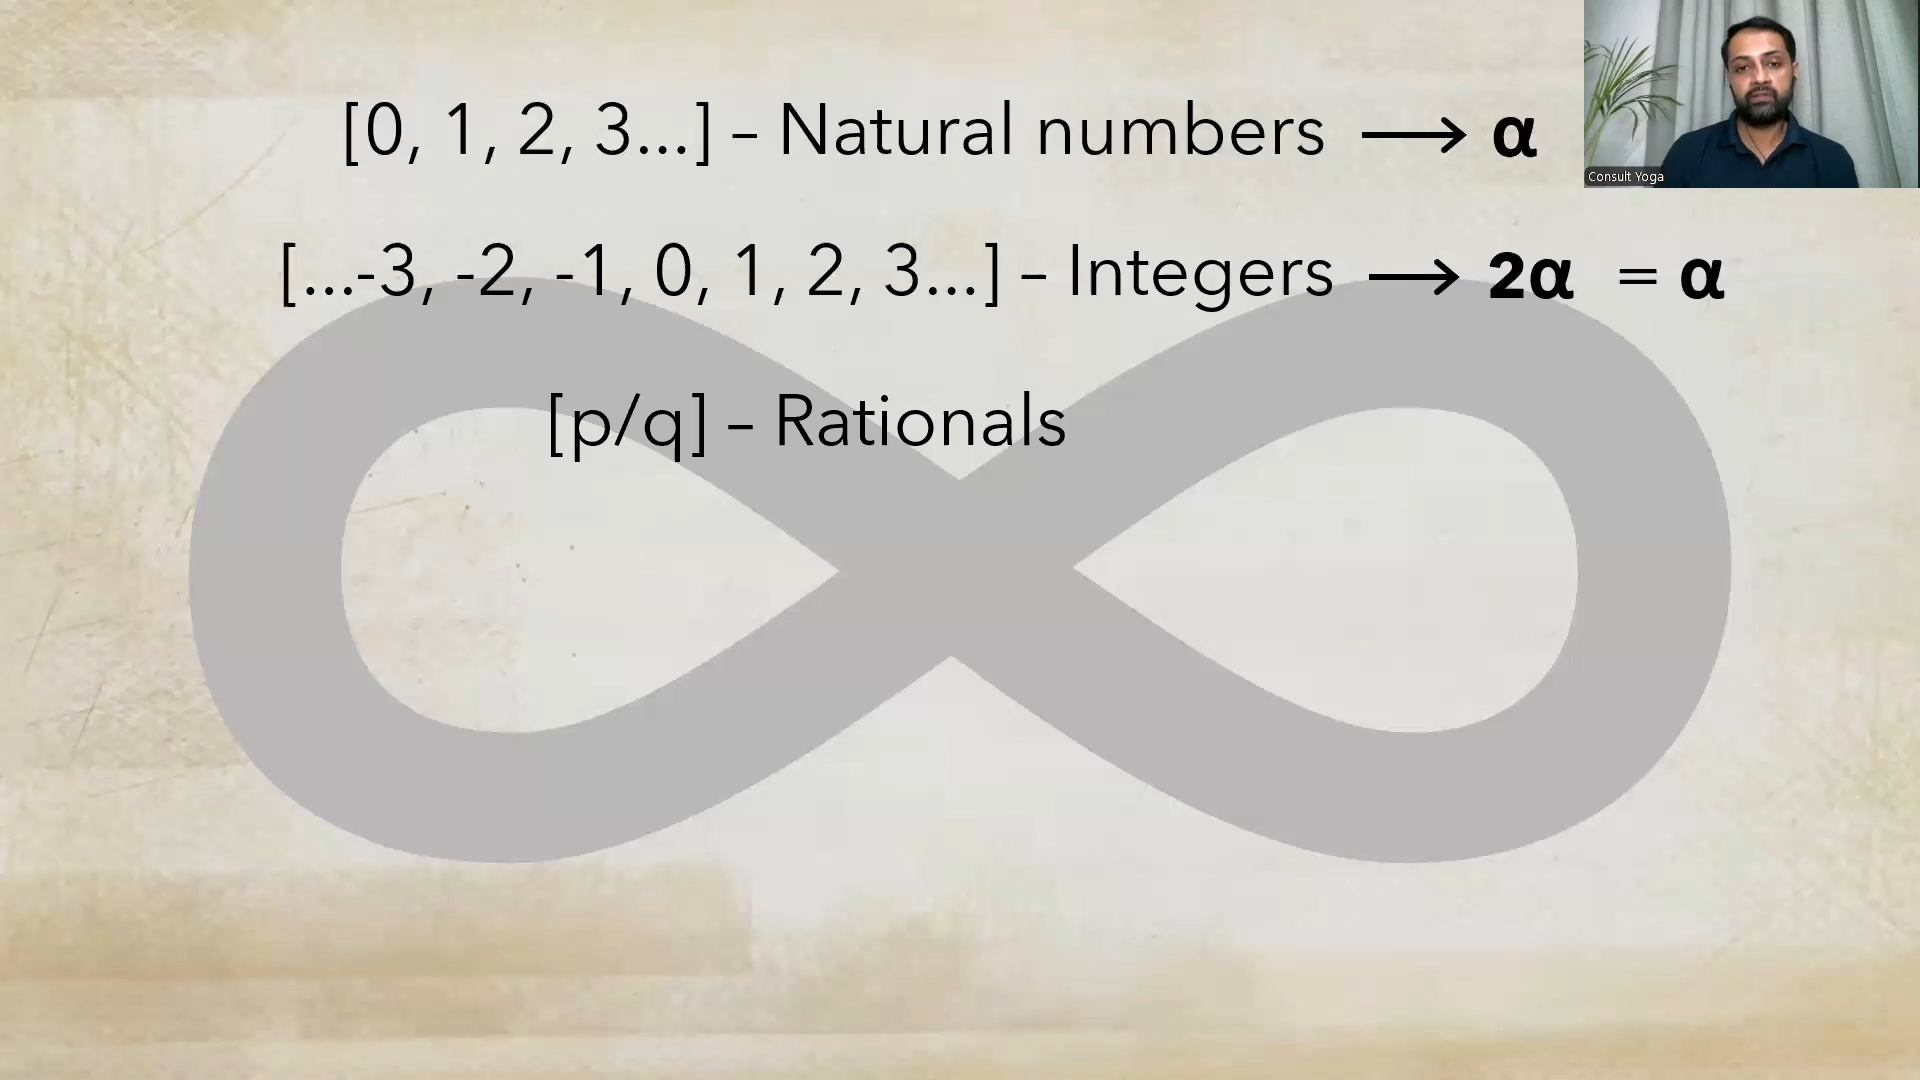 [0, 1, 2, 3...] – Natural numbers ⟶ α
Consult Yoga
[...-3, -2, -1, 0, 1, 2, 3...] – Integers ⟶ 2α = α
[p/q] – Rationals